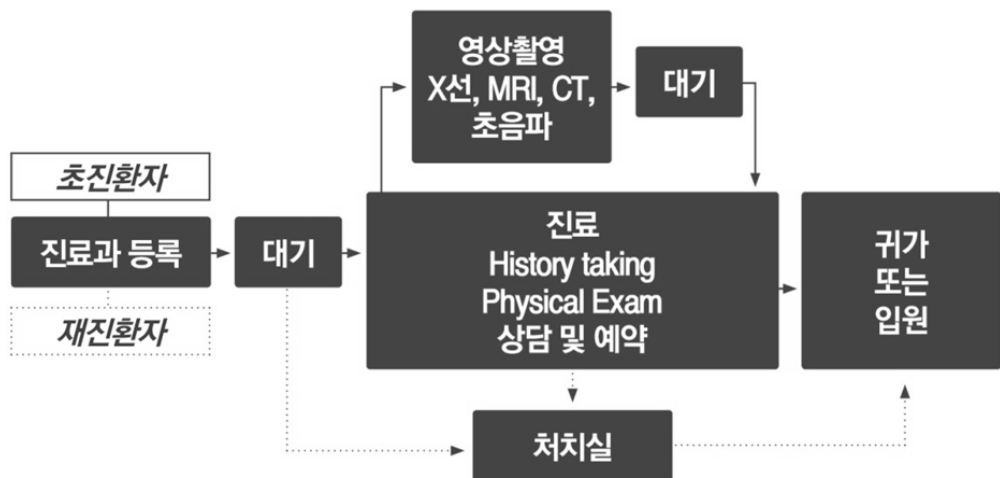 영상촬영
X선, MRI, CT,
초음파
대기
초진환자
진료과 등록
재진환자
대기
진료
History taking
Physical Exam
상담 및 예약
귀가
또는
입원
처치실